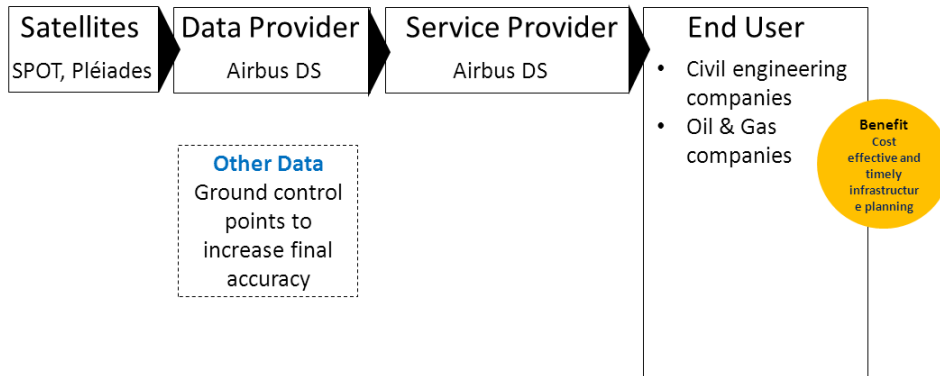 Satellites
SPOT, Pléiades
Data Provider
Airbus DS
Service Provider
Airbus DS
End User
• Civil engineering
companies
• Oil & Gas
companies
Other Data
Ground control
points to
increase final
accuracy
Benefit
Cost
effective and
timely
infrastructur
e planning